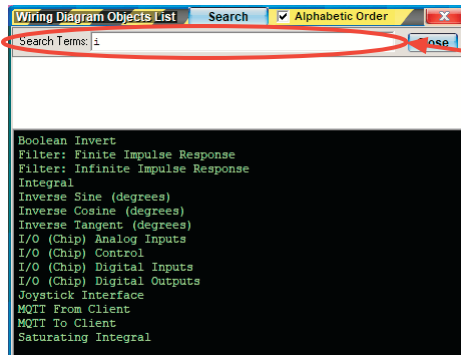 Wiring Diagram Objects List Search Alphabetic Order X
Search Terms: i Close
Boolean Invert
Filter: Finite Impulse Response
Filter: Infinite Impulse Response
Integral
Inverse Sine (degrees)
Inverse Cosine (degrees)
Inverse Tangent (degrees)
I/O (Chip) Analog Inputs
I/O (Chip) Control
I/O (Chip) Digital Inputs
I/O (Chip) Digital Outputs
Joystick Interface
MQTT From Client
MQTT To Client
Saturating Integral